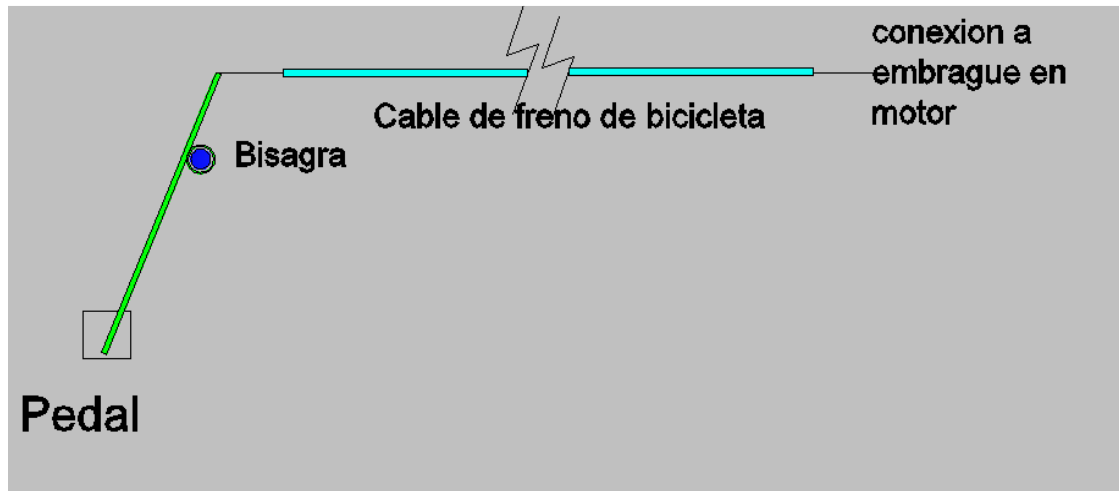 conexion a
embrague en
motor
Cable de freno de bicicleta
Bisagra
Pedal